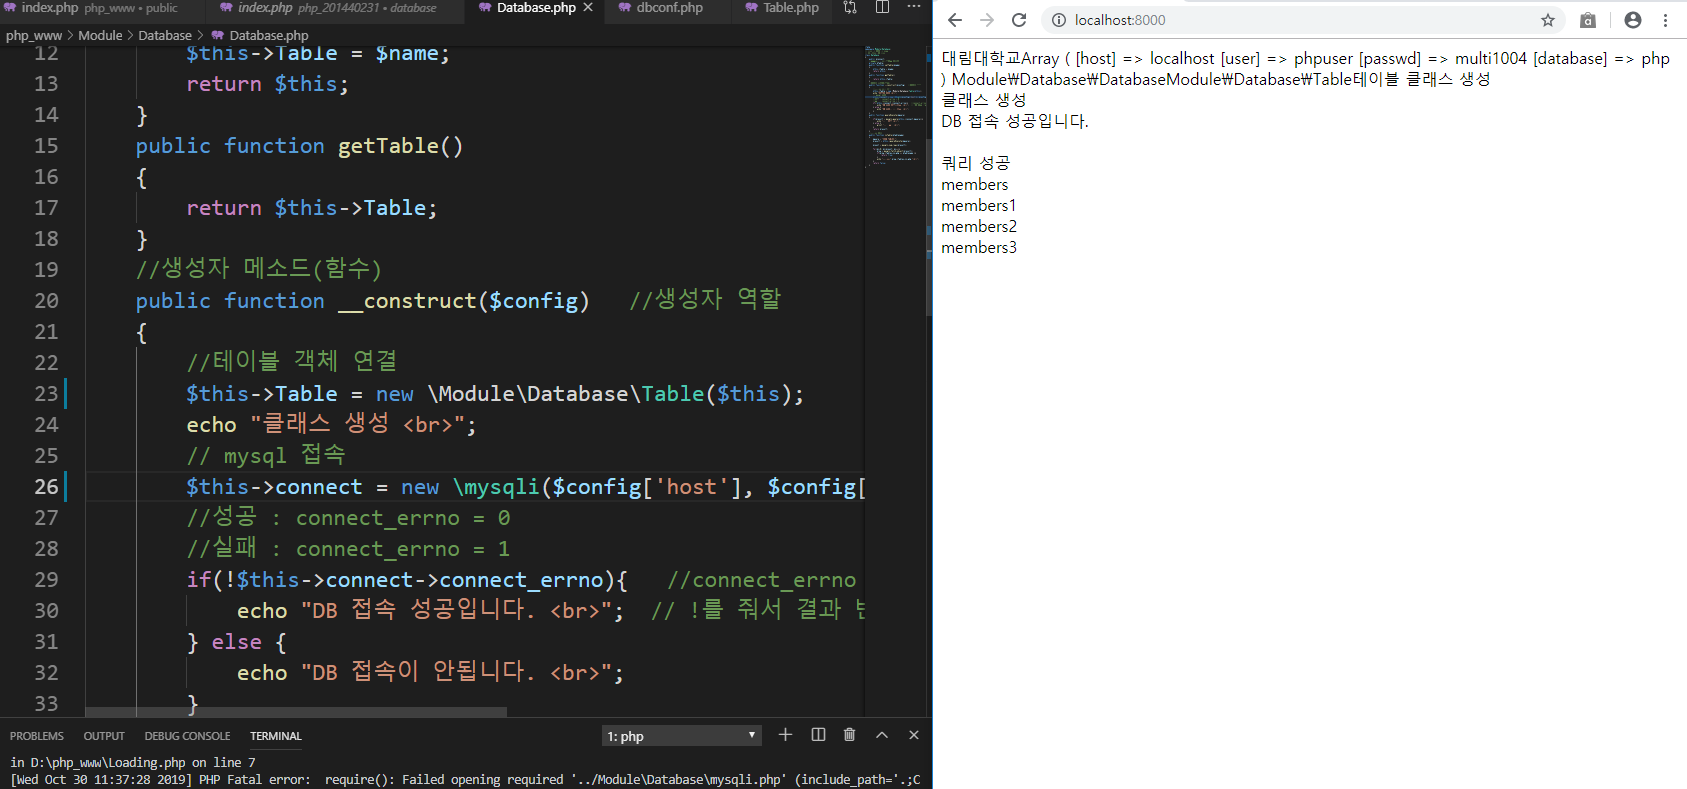 index.php php_www • public
index.php php_201440231 • database
Database.php
dbconf.php
Table.php
php_www > Module > Database > Database.php
12 $this->Table = $name;
13 return $this;
14 }
15 public function getTable()
16 {
17 return $this->Table;
18 }
19 //생성자 메소드(함수)
20 public function __construct($config) //생성자 역할
21 {
22 //테이블 객체 연결
23 $this->Table = new \Module\Database\Table($this);
24 echo "클래스 생성 <br>";
25 // mysql 접속
26 $this->connect = new \mysqli($config['host'], $config[
27 //성공 : connect_errno = 0
28 //실패 : connect_errno = 1
29 if(!$this->connect->connect_errno){ //connect_errno
30 echo "DB 접속 성공입니다. <br>"; // !를 줘서 결과
31 } else {
32 echo "DB 접속이 안됩니다. <br>";
33 }
PROBLEMS OUTPUT DEBUG CONSOLE TERMINAL 1: php
in D:\php_www\Loading.php on line 7
[Wed Oct 30 11:37:28 2019] PHP Fatal error:  require(): Failed opening required '../Module\Database\mysqli.php' (include_path='.;C
localhost:8000
대림대학교Array ( [host] => localhost [user] => phpuser [passwd] => multi1004 [database] => php
) Module₩Database₩DatabaseModule₩Database₩Table테이블 클래스 생성
클래스 생성
DB 접속 성공입니다.
쿼리 성공
members
members1
members2
members3